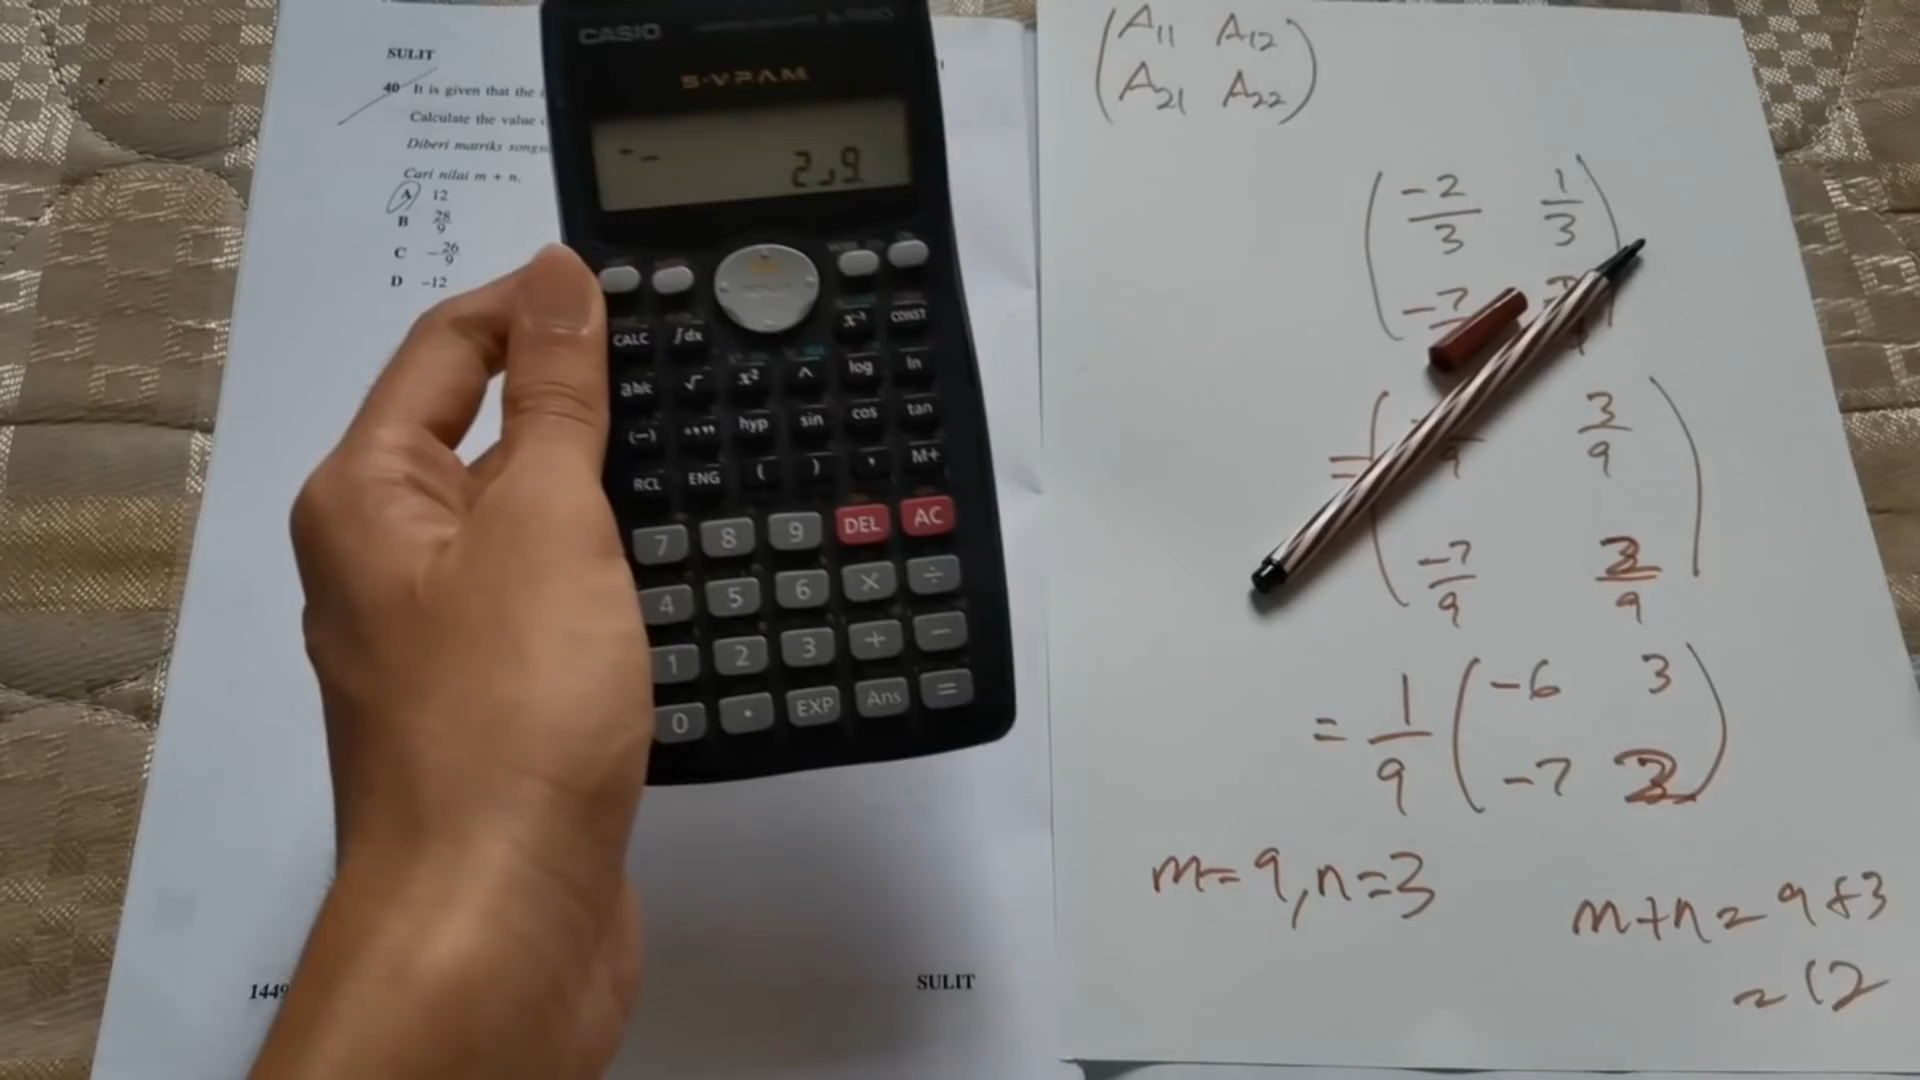 SULIT
40 It is given that the
Calculate the value
Diberi matriks songs
Cari nilai m + n.
A 12
B 28/9
C -26/9
D -12
1449
SULIT
CASIO
S-V.P.A.M.
2⌟9
CALC ∫dx x⁻¹ CONST
ab/c √ x² ^ log ln
(-) °'" hyp sin cos tan
RCL ENG ( ) , M+
7 8 9 DEL AC
4 5 6 × ÷
1 2 3 + -
0 . EXP Ans =
(A11 A12)
(A21 A22)
(-2/3 1/3)
-7
= 3/9
-7/9 2/9
= 1/9 (-6 3)
(-7 2)
m=9, n=3
m+n=9+3
=12